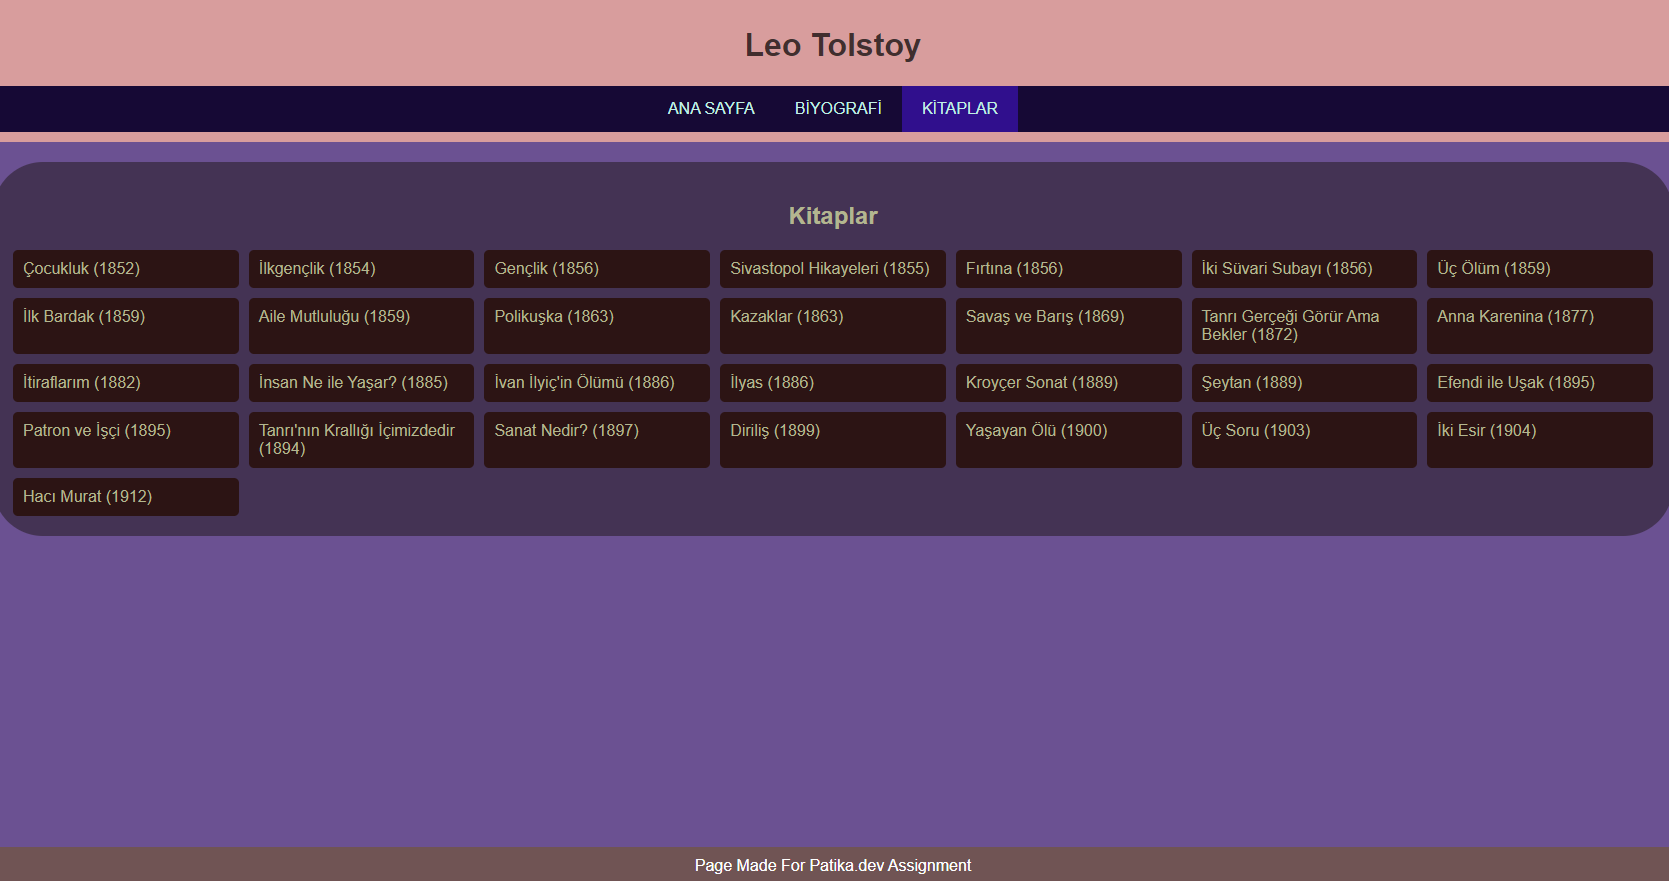 Leo Tolstoy
ANA SAYFA BİYOGRAFİ KİTAPLAR
Kitaplar
Çocukluk (1852)
İlkgençlik (1854)
Gençlik (1856)
Sivastopol Hikayeleri (1855)
Fırtına (1856)
İki Süvari Subayı (1856)
Üç Ölüm (1859)
İlk Bardak (1859)
Aile Mutluluğu (1859)
Polikuşka (1863)
Kazaklar (1863)
Savaş ve Barış (1869)
Tanrı Gerçeği Görür Ama
Bekler (1872)
Anna Karenina (1877)
İtiraflarım (1882)
İnsan Ne ile Yaşar? (1885)
İvan İlyiç'in Ölümü (1886)
İlyas (1886)
Kroyçer Sonat (1889)
Şeytan (1889)
Efendi ile Uşak (1895)
Patron ve İşçi (1895)
Tanrı'nın Krallığı İçimizdedir
(1894)
Sanat Nedir? (1897)
Diriliş (1899)
Yaşayan Ölü (1900)
Üç Soru (1903)
İki Esir (1904)
Hacı Murat (1912)
Page Made For Patika.dev Assignment